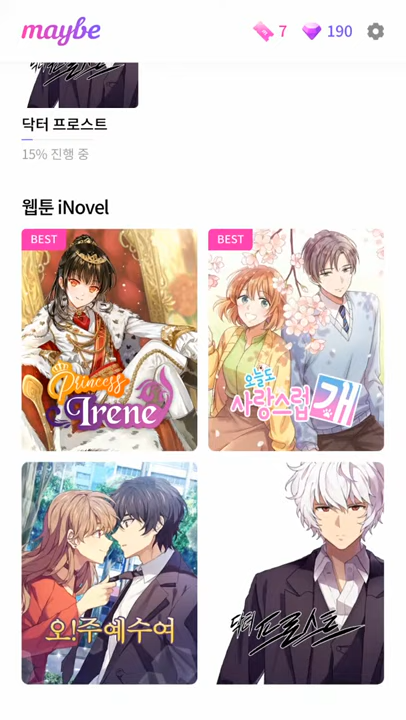 maybe
7
190
닥터 프로스트
15% 진행 중
웹툰 iNovel
BEST
BEST
Princess
Irene
오늘도
사랑스럽개
오!주예수여
닥터 프로스트